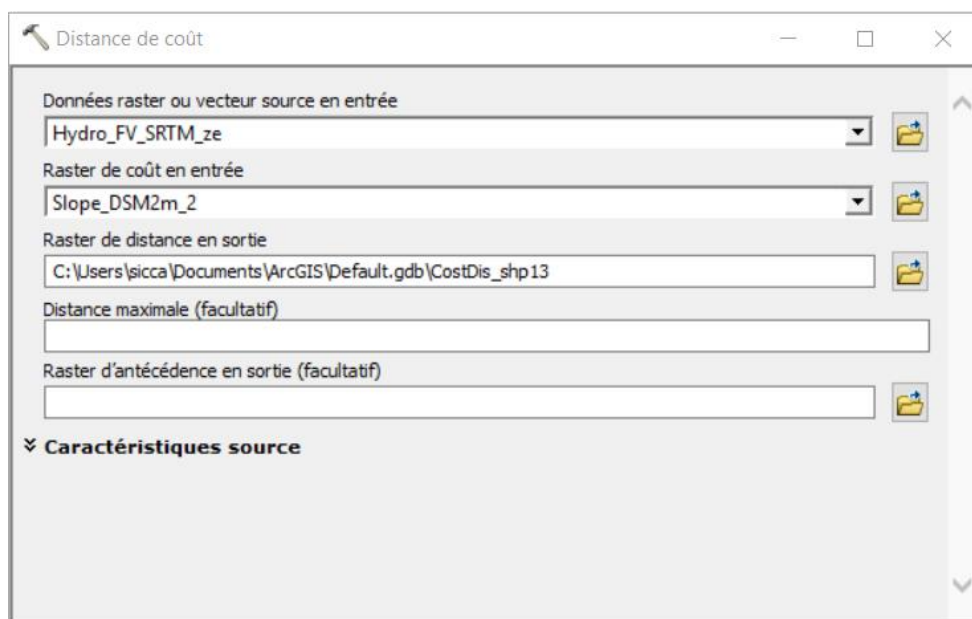 Distance de coût
Données raster ou vecteur source en entrée
Hydro_FV_SRTM_ze
Raster de coût en entrée
Slope_DSM2m_2
Raster de distance en sortie
C:\Users\sicca\Documents\ArcGIS\Default.gdb\CostDis_shp13
Distance maximale (facultatif)
Raster d'antécédence en sortie (facultatif)
Caractéristiques source